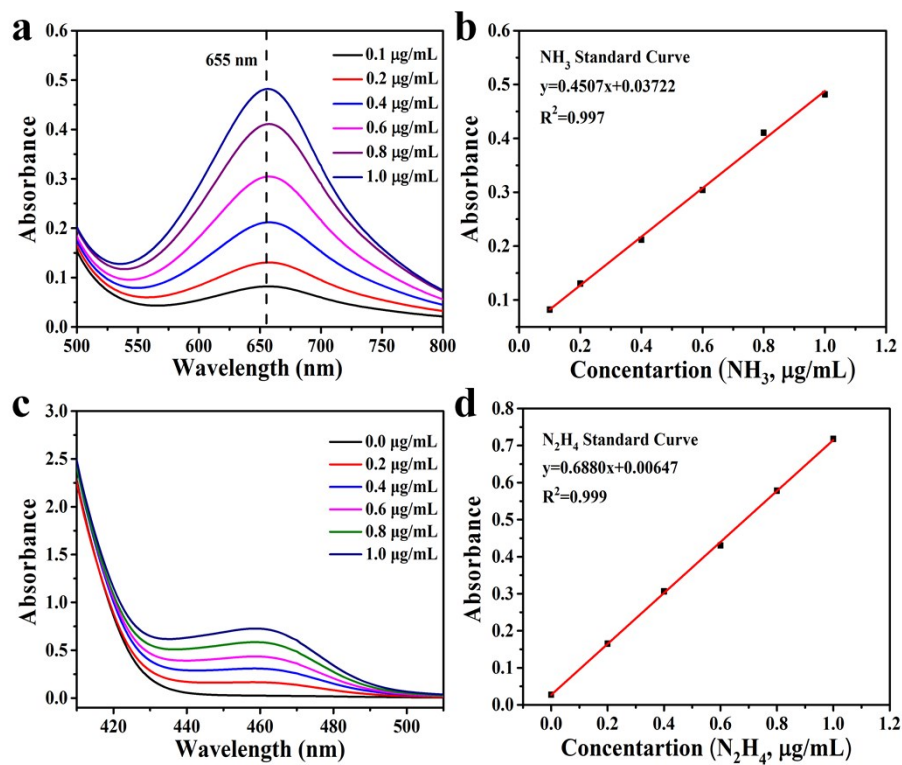 a
0.6
0.5
0.4
0.3
0.2
0.1
0.0
500
550
600
650
700
750
800
Absorbance
Wavelength (nm)
655 nm
0.1 μg/mL
0.2 μg/mL
0.4 μg/mL
0.6 μg/mL
0.8 μg/mL
1.0 μg/mL
b
0.6
0.5
0.4
0.3
0.2
0.1
0.0
0.2
0.4
0.6
0.8
1.0
1.2
Absorbance
Concentartion (NH₃, μg/mL)
NH₃ Standard Curve
y=0.4507x+0.03722
R²=0.997
c
3.0
2.5
2.0
1.5
1.0
0.5
0.0
420
440
460
480
500
Absorbance
Wavelength (nm)
0.0 μg/mL
0.2 μg/mL
0.4 μg/mL
0.6 μg/mL
0.8 μg/mL
1.0 μg/mL
d
0.8
0.7
0.6
0.5
0.4
0.3
0.2
0.1
0.0
0.0
0.2
0.4
0.6
0.8
1.0
1.2
Absorbance
Concentartion (N₂H₄, μg/mL)
N₂H₄ Standard Curve
y=0.6880x+0.00647
R²=0.999